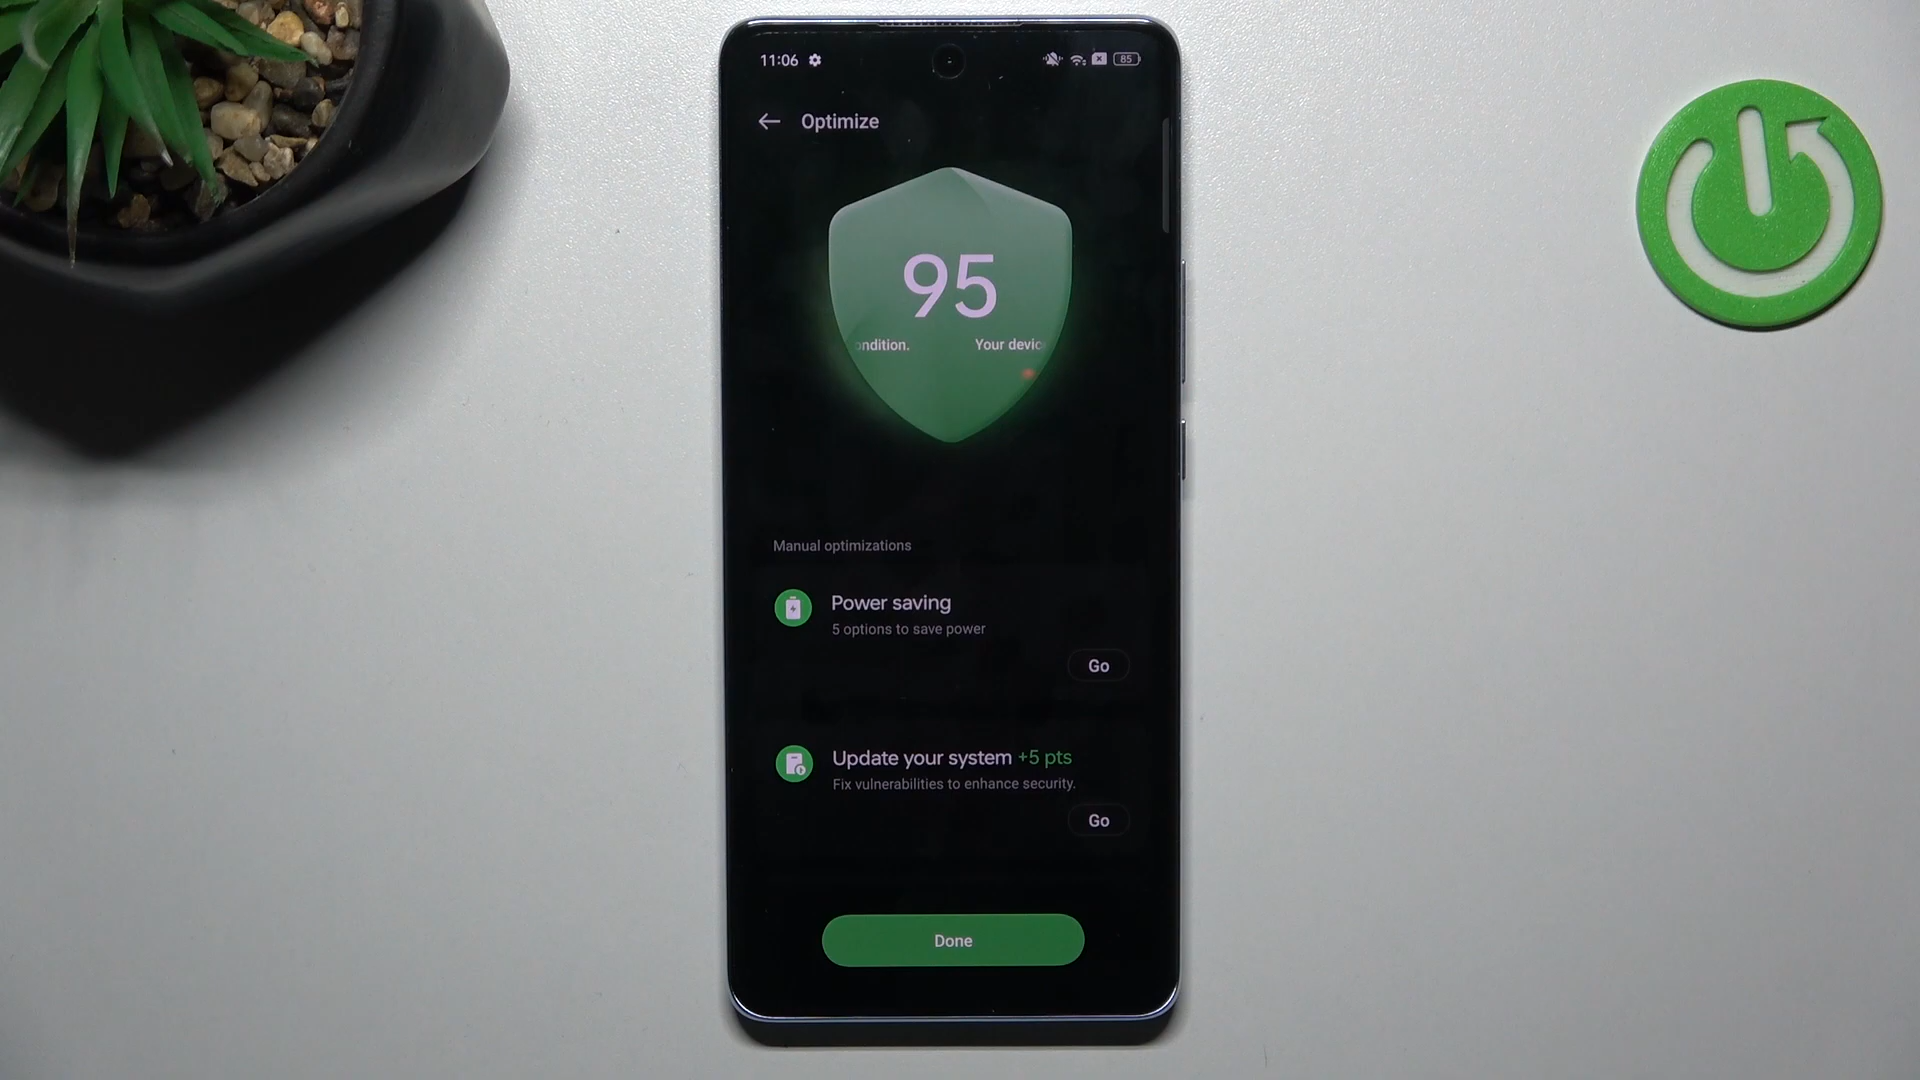 11:06
85
Optimize
95
ondition. Your devic
Manual optimizations
Power saving
5 options to save power
Go
Update your system +5 pts
Fix vulnerabilities to enhance security.
Go
Done